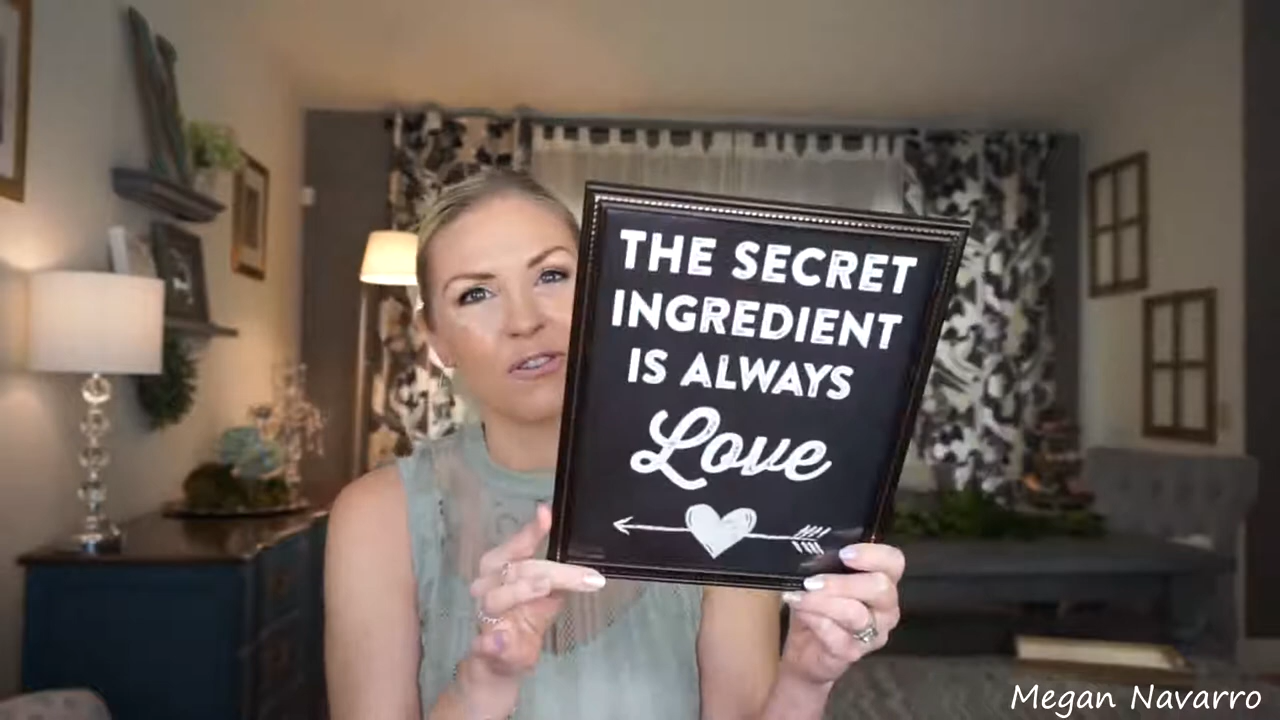 THE SECRET
INGREDIENT
IS ALWAYS
Love
Megan Navarro